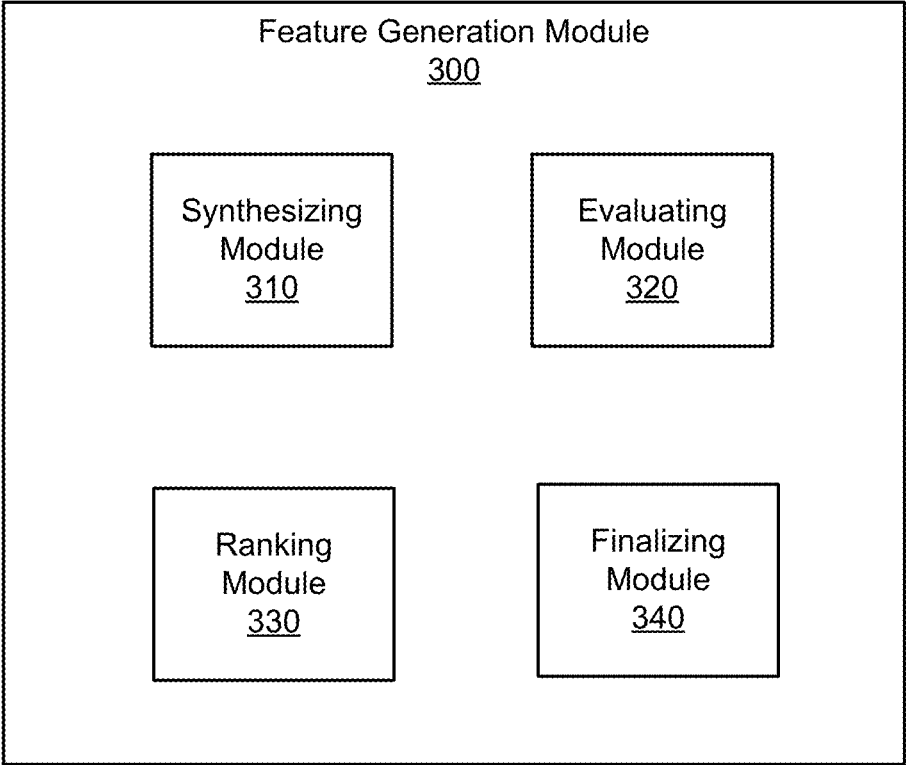 Feature Generation Module
300
Synthesizing
Module
310
Evaluating
Module
320
Ranking
Module
330
Finalizing
Module
340